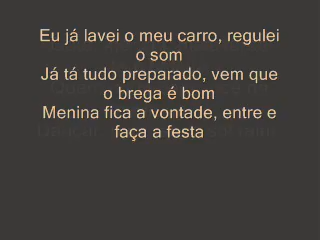 Eu já lavei o meu carro, regulei
o som
Já tá tudo preparado, vem que
o brega é bom
Menina fica a vontade, entre e
faça a festa